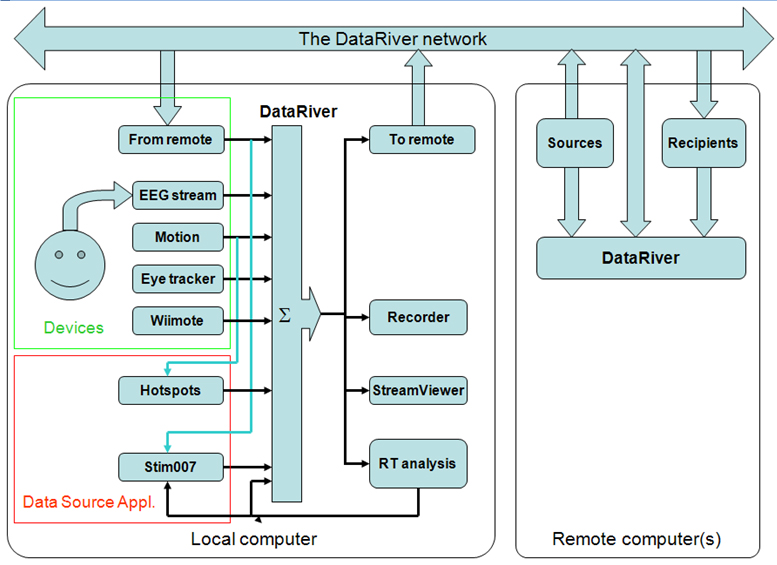 The DataRiver network
DataRiver
From remote
To remote
Sources
Recipients
EEG stream
Motion
DataRiver
Eye tracker
Σ
Wiimote
Recorder
Devices
Hotspots
StreamViewer
Stim007
RT analysis
Data Source Appl.
Local computer
Remote computer(s)